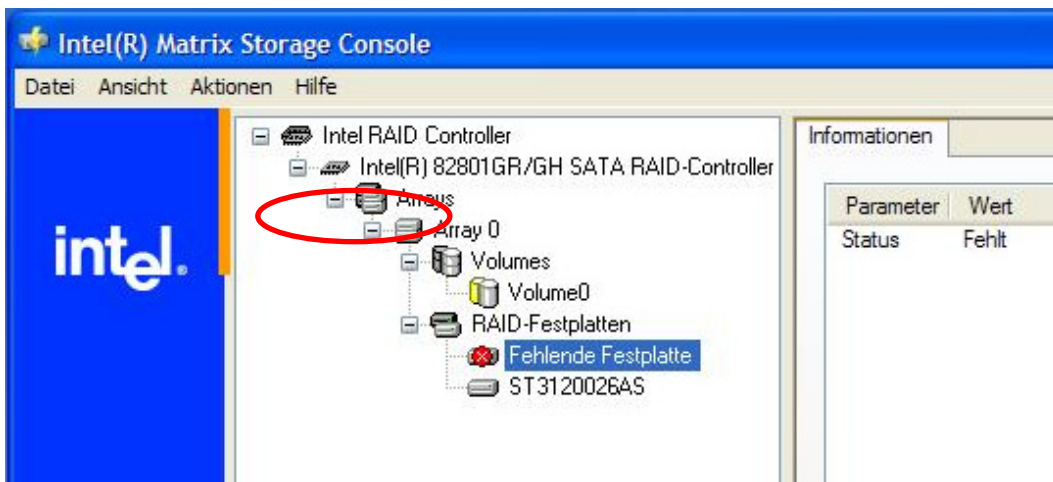 Intel(R) Matrix Storage Console
Datei Ansicht Aktionen Hilfe
intel®
Intel RAID Controller
Intel(R) 82801GR/GH SATA RAID-Controller
Arrays
Array 0
Volumes
Volume0
RAID-Festplatten
Fehlende Festplatte
ST3120026AS
Informationen
Parameter Wert
Status Fehlt